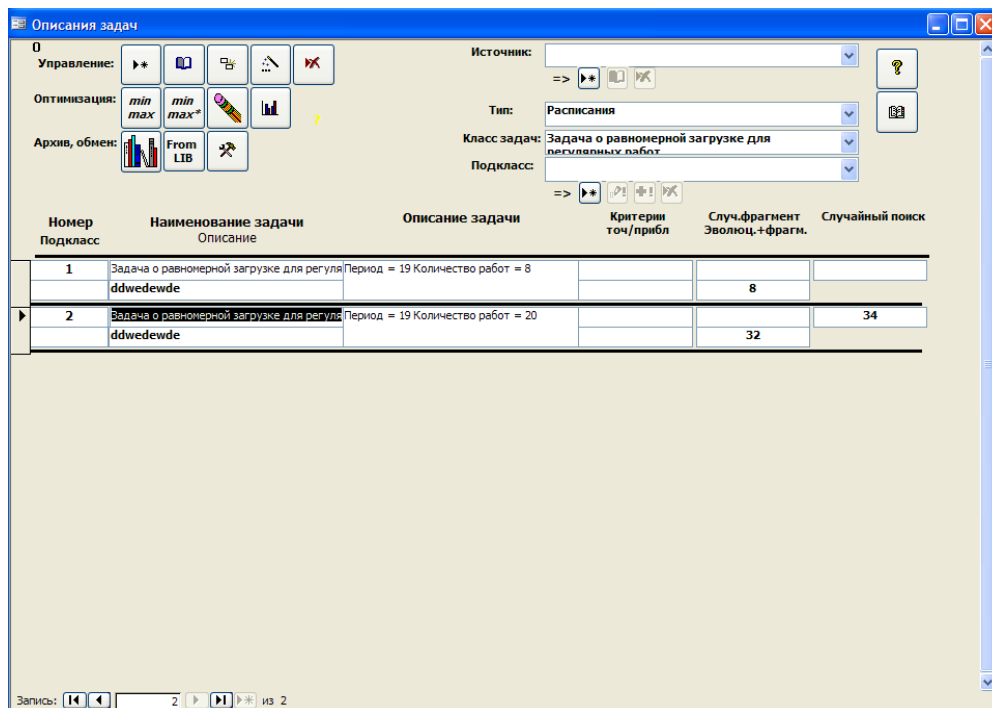 Описания задач
0
Управление:
Источник:
=>
Оптимизация:
min max
min max*
Тип:
Расписания
Архив, обмен:
From LIB
Класс задач:
Задача о равномерной загрузке для
регулярных работ
Подкласс:
=>
Номер
Подкласс
Наименование задачи
Описание
Описание задачи
Критерии
точ/прибл
Случ.фрагмент
Эволюц.+фрагм.
Случайный поиск
1 Задача о равномерной загрузке для регуля Период = 19 Количество работ = 8
ddwedewde 8
2 Задача о равномерной загрузке для регуля Период = 19 Количество работ = 20 34
ddwedewde 32
Запись: 2 из 2